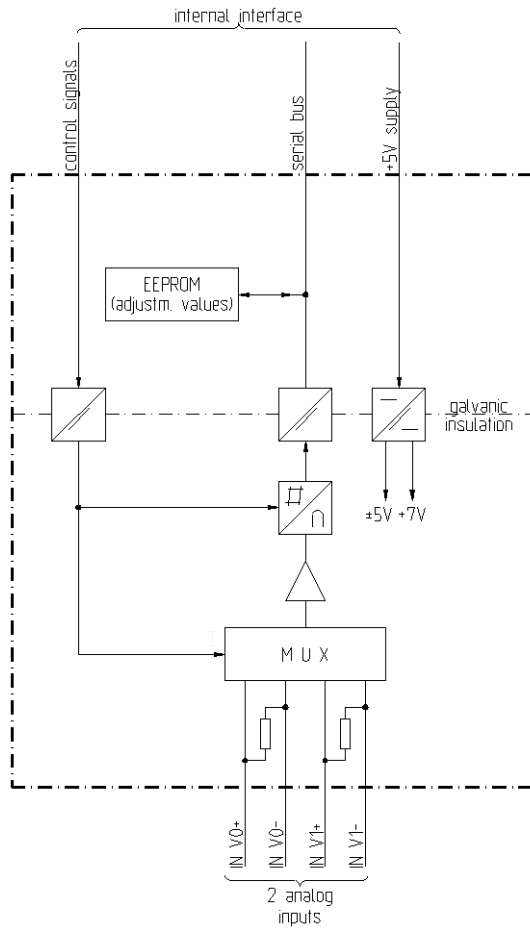 internal interface
control signals
serial bus
+5V supply
EEPROM
(adjustm. values)
galvanic
insulation
±5V +7V
MUX
IN V0+
IN V0-
IN V1+
IN V1-
2 analog
inputs